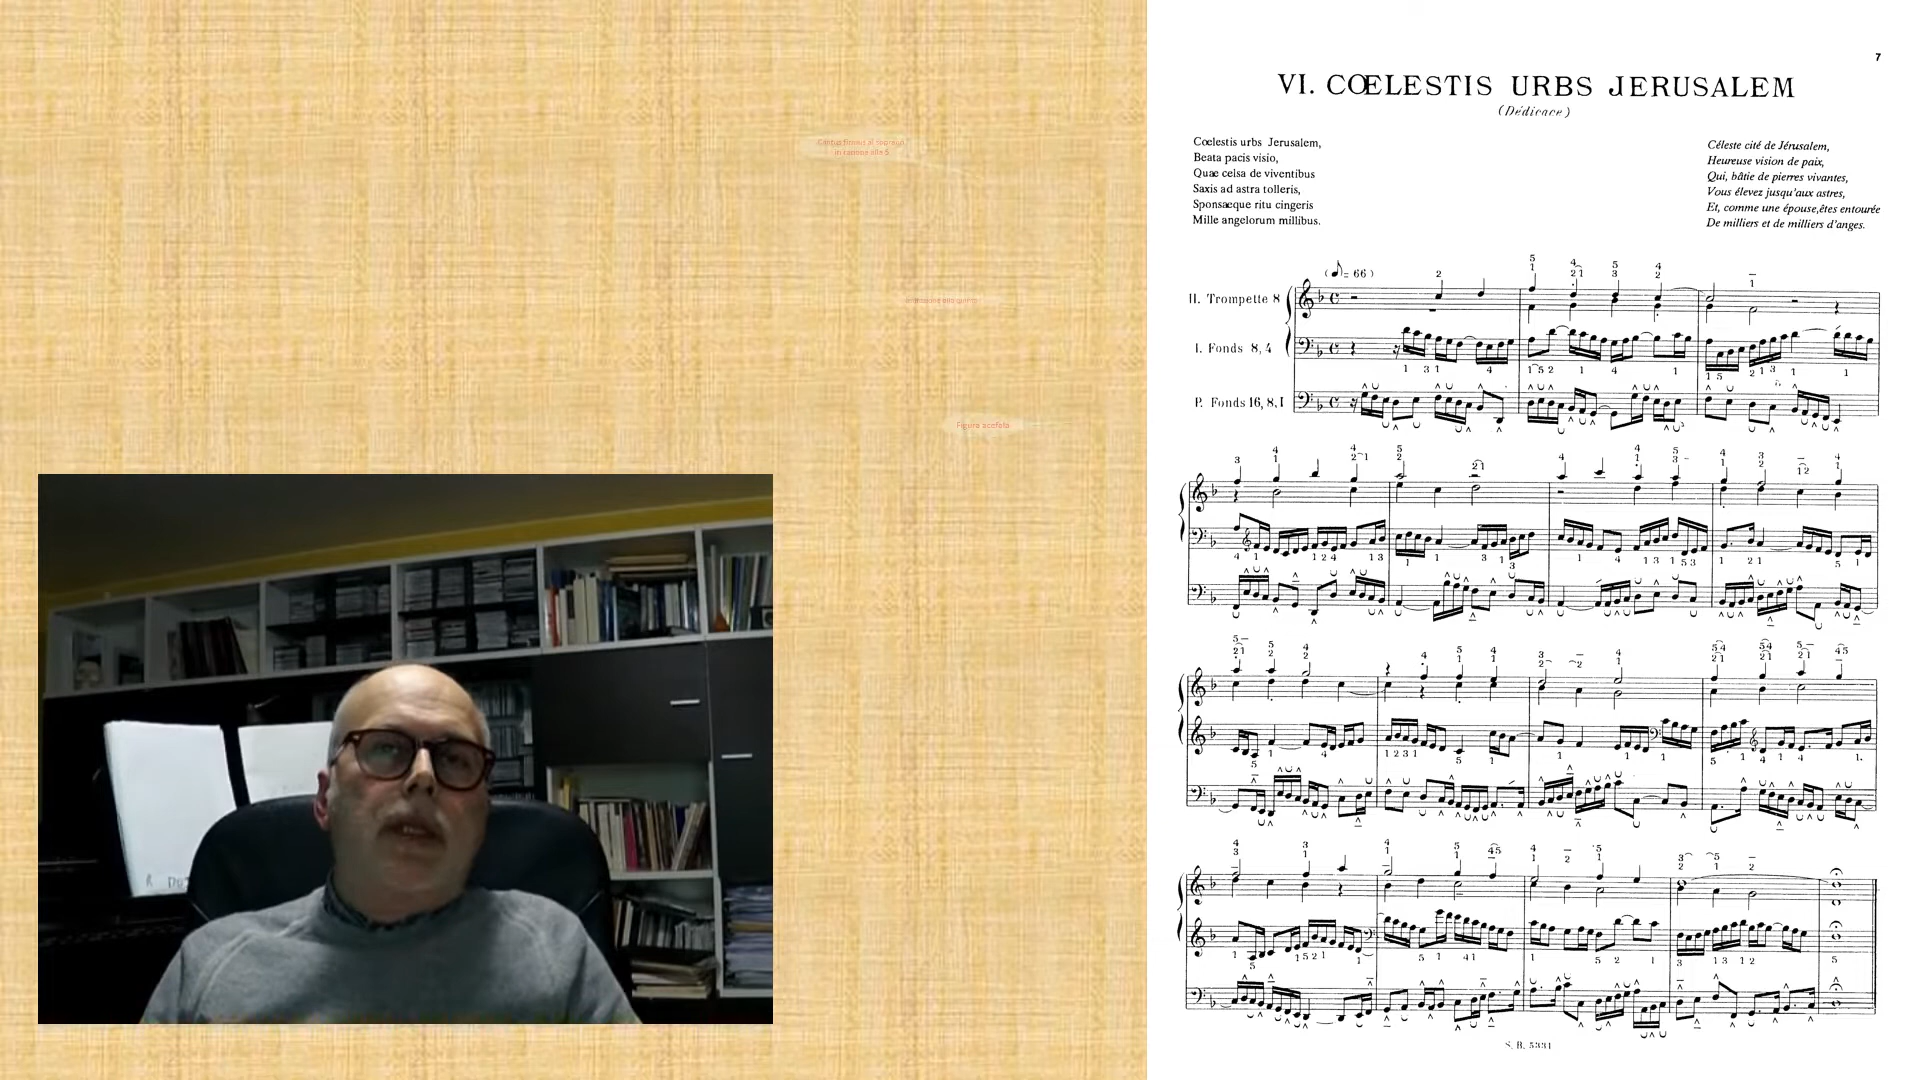 Cantus firmus al soprano
in canone alla 5
Imitazione alla quinta
Figura acefala
7
VI. CŒLESTIS URBS JERUSALEM
(Dédicace)
Cœlestis urbs Jerusalem,
Beata pacis visio,
Quae celsa de viventibus
Saxis ad astra tolleris,
Sponsaeque ritu cingeris
Mille angelorum millibus.
Céleste cité de Jérusalem,
Heureuse vision de paix,
Qui, bâtie de pierres vivantes,
Vous élevez jusqu'aux astres,
Et, comme une épouse,êtes entourée
De milliers et de milliers d'anges.
(♪= 66)
II. Trompette 8
I. Fonds 8, 4
P. Fonds 16, 8,
S. B. 5331